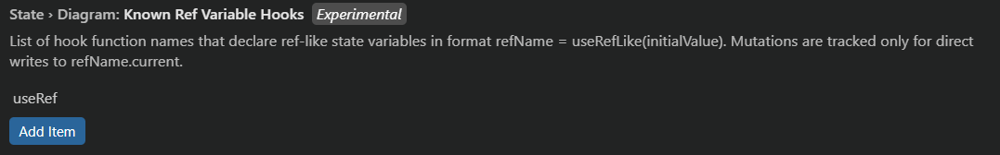 State › Diagram: Known Ref Variable Hooks Experimental
List of hook function names that declare ref-like state variables in format refName = useRefLike(initialValue). Mutations are tracked only for direct
writes to refName.current.
useRef
Add Item